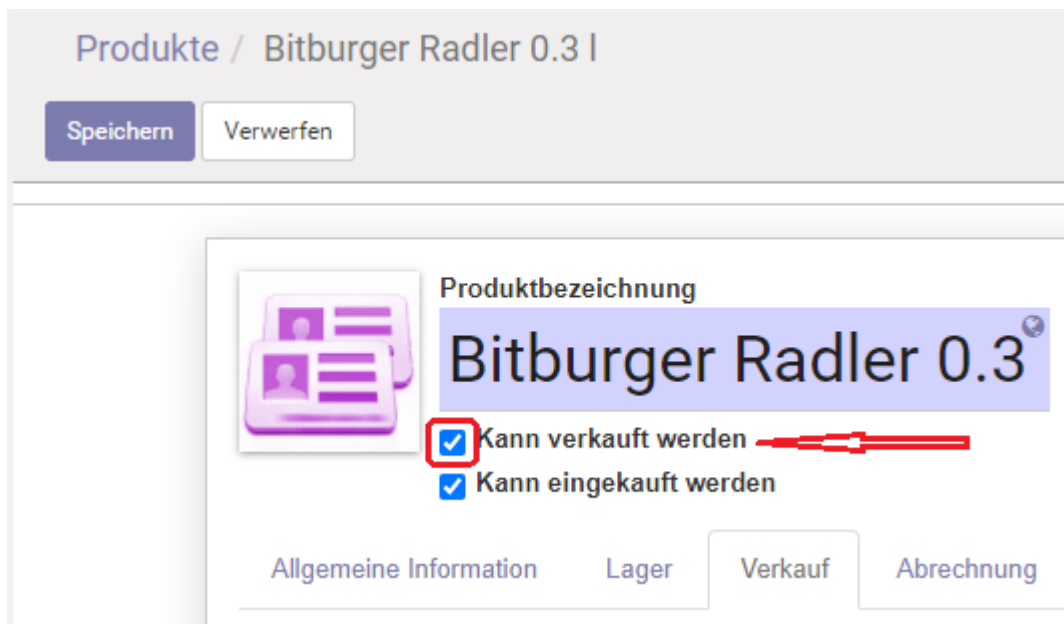 Produkte / Bitburger Radler 0.3 l
Speichern Verwerfen
Produktbezeichnung
Bitburger Radler 0.3
Kann verkauft werden
Kann eingekauft werden
Allgemeine Information Lager Verkauf Abrechnung